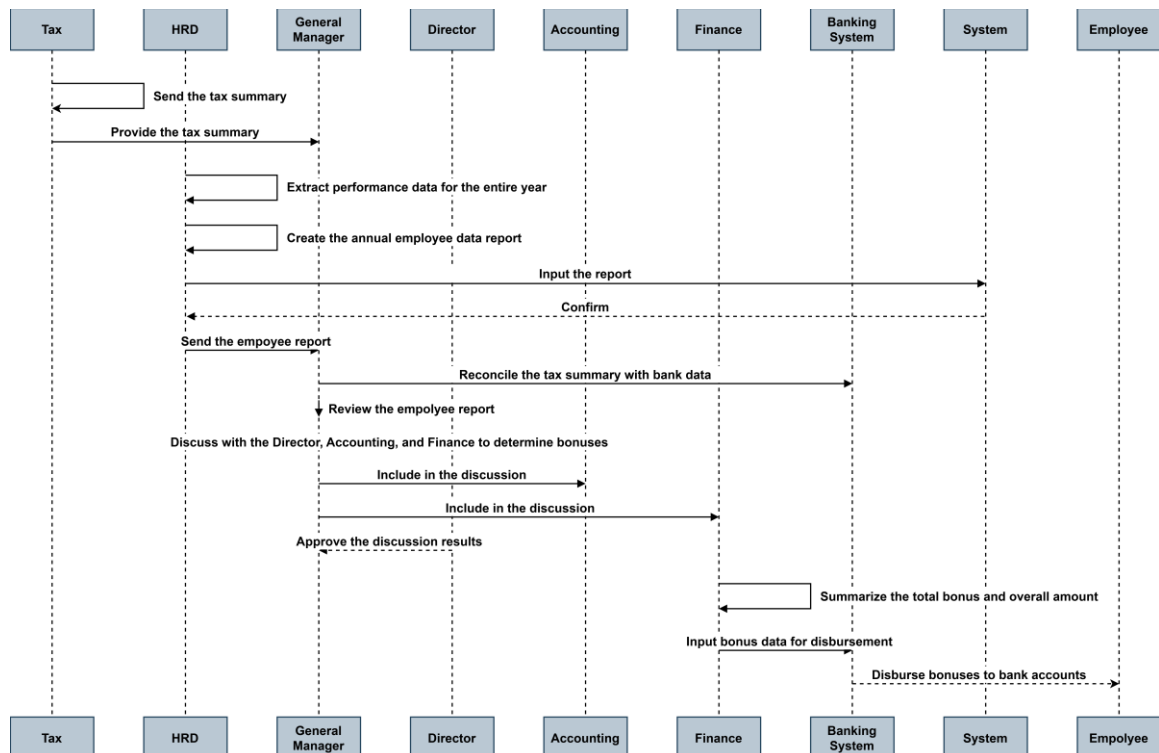 Tax
HRD
General
Manager
Director
Accounting
Finance
Banking
System
System
Employee
Send the tax summary
Provide the tax summary
Extract performance data for the entire year
Create the annual employee data report
Input the report
Confirm
Send the empoyee report
Reconcile the tax summary with bank data
Review the empolyee report
Discuss with the Director, Accounting, and Finance to determine bonuses
Include in the discussion
Include in the discussion
Approve the discussion results
Summarize the total bonus and overall amount
Input bonus data for disbursement
Disburse bonuses to bank accounts
Tax
HRD
General
Manager
Director
Accounting
Finance
Banking
System
System
Employee